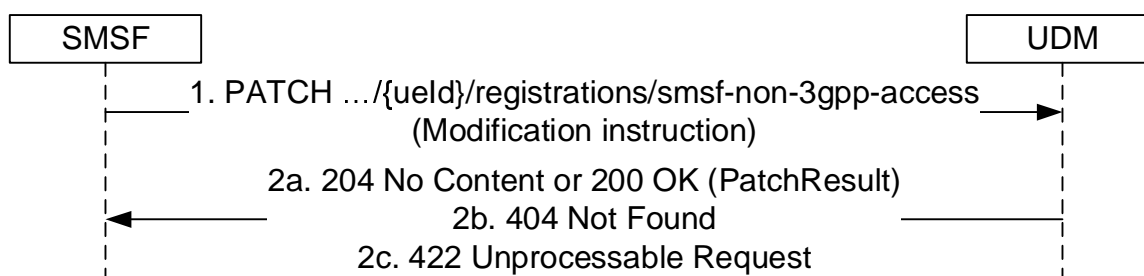 SMSF
UDM
1. PATCH …/{ueId}/registrations/smsf-non-3gpp-access
(Modification instruction)
2a. 204 No Content or 200 OK (PatchResult)
2b. 404 Not Found
2c. 422 Unprocessable Request